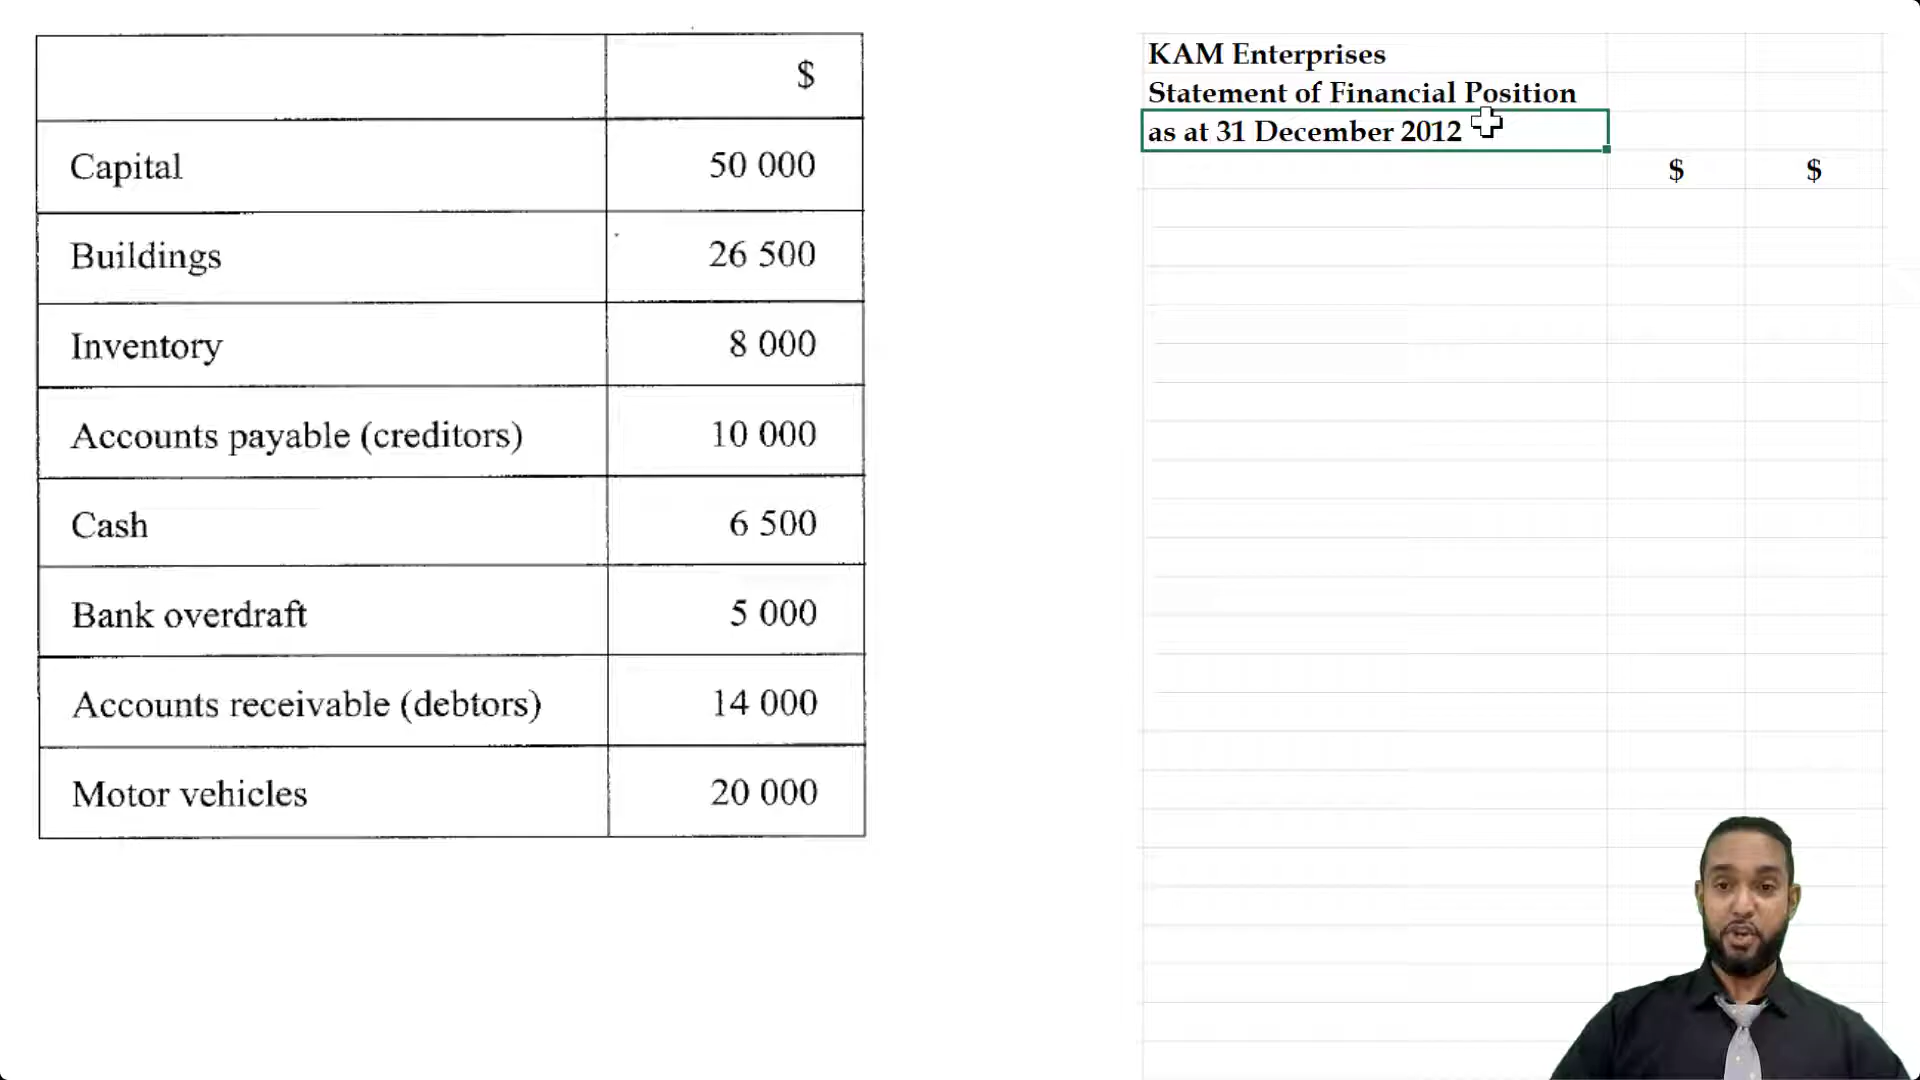 $
Capital 50 000
Buildings 26 500
Inventory 8 000
Accounts payable (creditors) 10 000
Cash 6 500
Bank overdraft 5 000
Accounts receivable (debtors) 14 000
Motor vehicles 20 000
KAM Enterprises
Statement of Financial Position
as at 31 December 2012
$ $